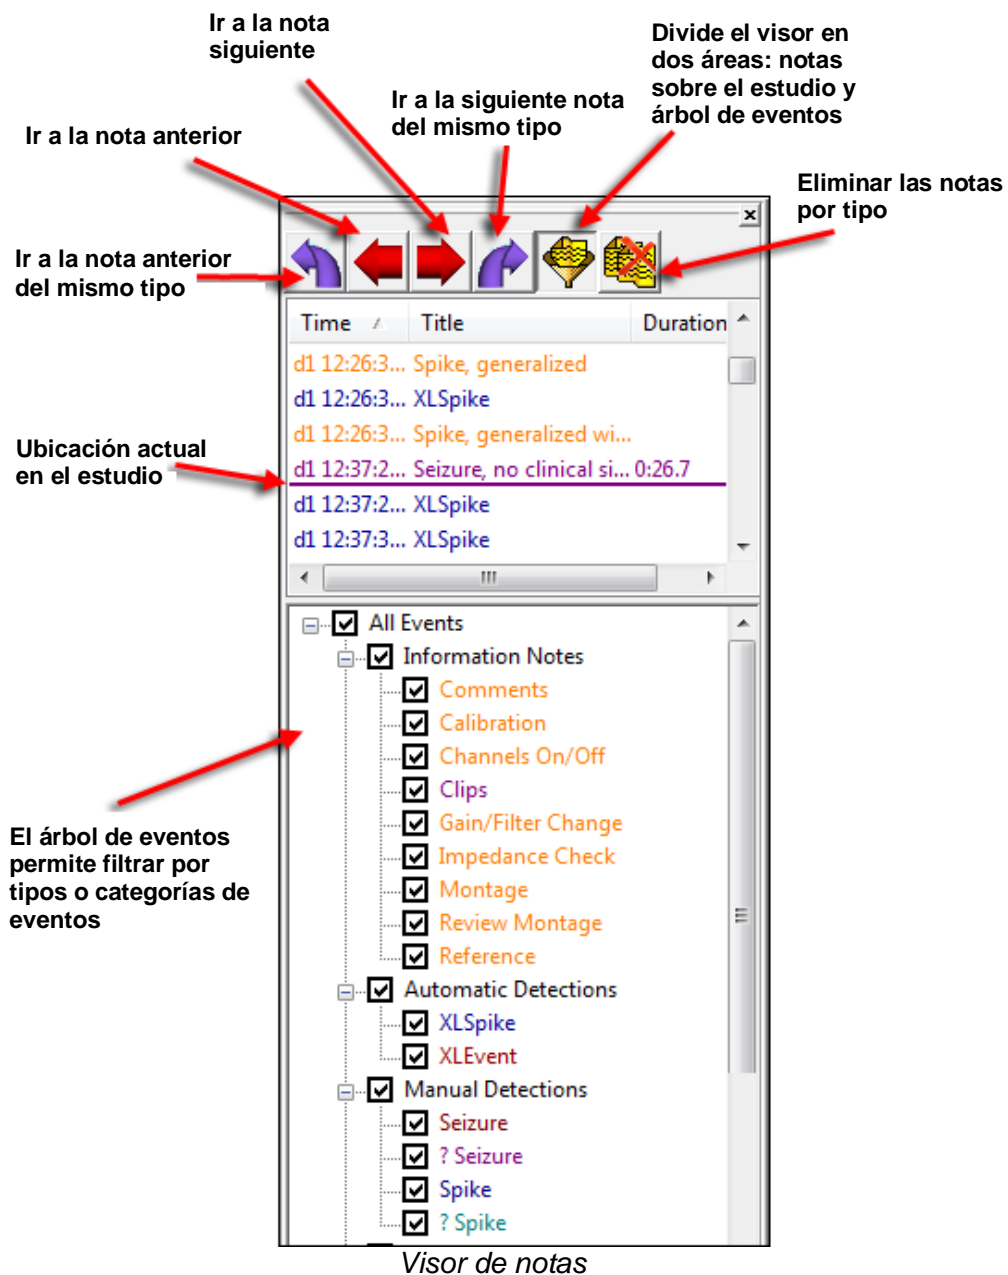 Ir a la nota
siguiente
Divide el visor en
dos áreas: notas
sobre el estudio y
árbol de eventos
Ir a la siguiente nota
del mismo tipo
Ir a la nota anterior
Eliminar las notas
por tipo
Ir a la nota anterior
del mismo tipo
Time Title Duration
d1 12:26:3... Spike, generalized
d1 12:26:3... XLSpike
d1 12:26:3... Spike, generalized wi...
d1 12:37:2... Seizure, no clinical si... 0:26.7
d1 12:37:2... XLSpike
d1 12:37:3... XLSpike
Ubicación actual
en el estudio
All Events
Information Notes
Comments
Calibration
Channels On/Off
Clips
Gain/Filter Change
Impedance Check
Montage
Review Montage
Reference
Automatic Detections
XLSpike
XLEvent
Manual Detections
Seizure
? Seizure
Spike
? Spike
El árbol de eventos
permite filtrar por
tipos o categorías de
eventos
Visor de notas